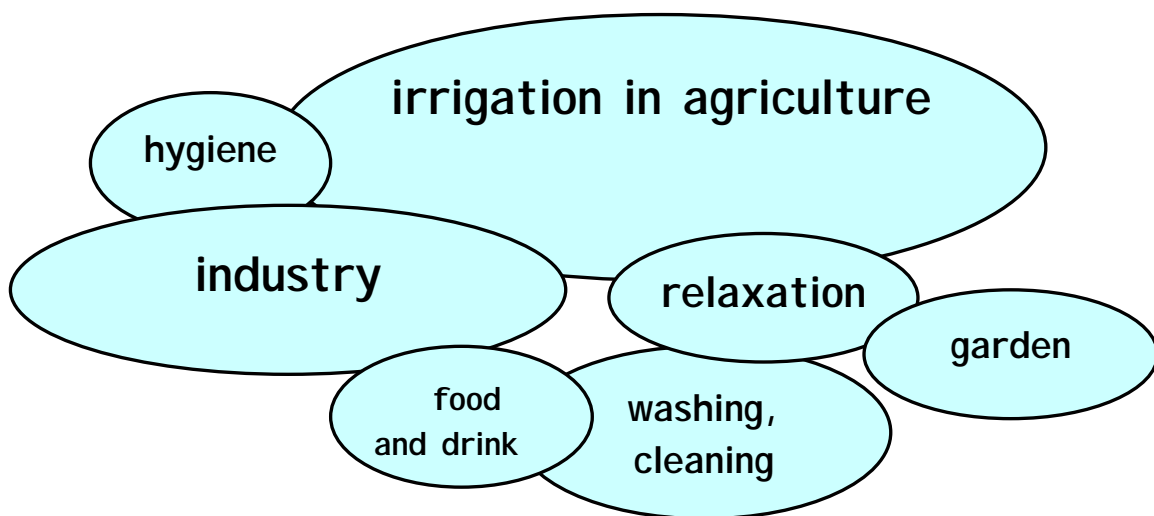 irrigation in agriculture
hygiene
industry
relaxation
garden
food
and drink
washing,
cleaning